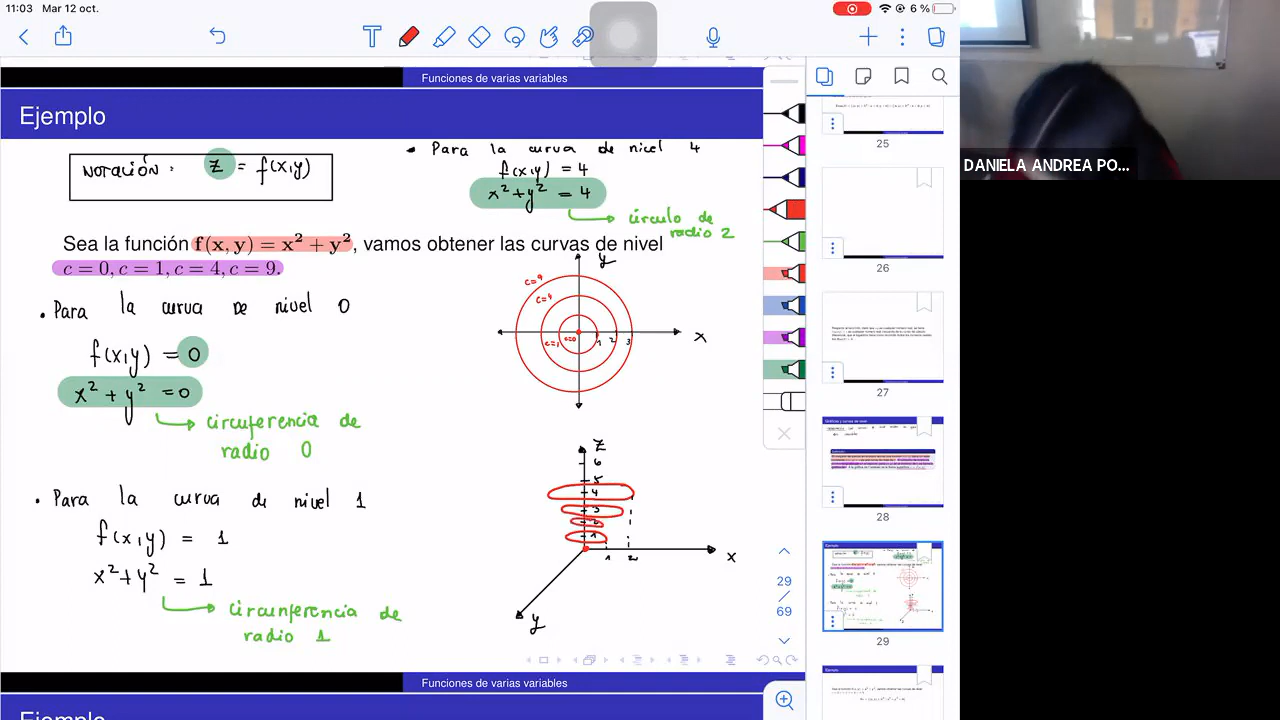 11:03 Mar 12 oct.
6 %
Funciones de varias variables
Ejemplo
NOTACIÓN: z = f(x,y)
• Para la curva de nivel 4
f(x,y) = 4
x² + y² = 4
círculo de
radio 2
Sea la función f(x, y) = x² + y², vamos obtener las curvas de nivel
c = 0, c = 1, c = 4, c = 9.
• Para la curva de nivel 0
f(x,y) = 0
x² + y² = 0
circuferencia de
radio 0
• Para la curva de nivel 1
f(x,y) = 1
x² + y² = 1
circunferencia de
radio 1
y
c=9
c=4
c=1 c=0 1 2 3
x
z
6
5
4
3
2
1
1 2
x
y
29
/
69
Funciones de varias variables
Ejemplo
25
26
27
28
29
DANIELA ANDREA PO...